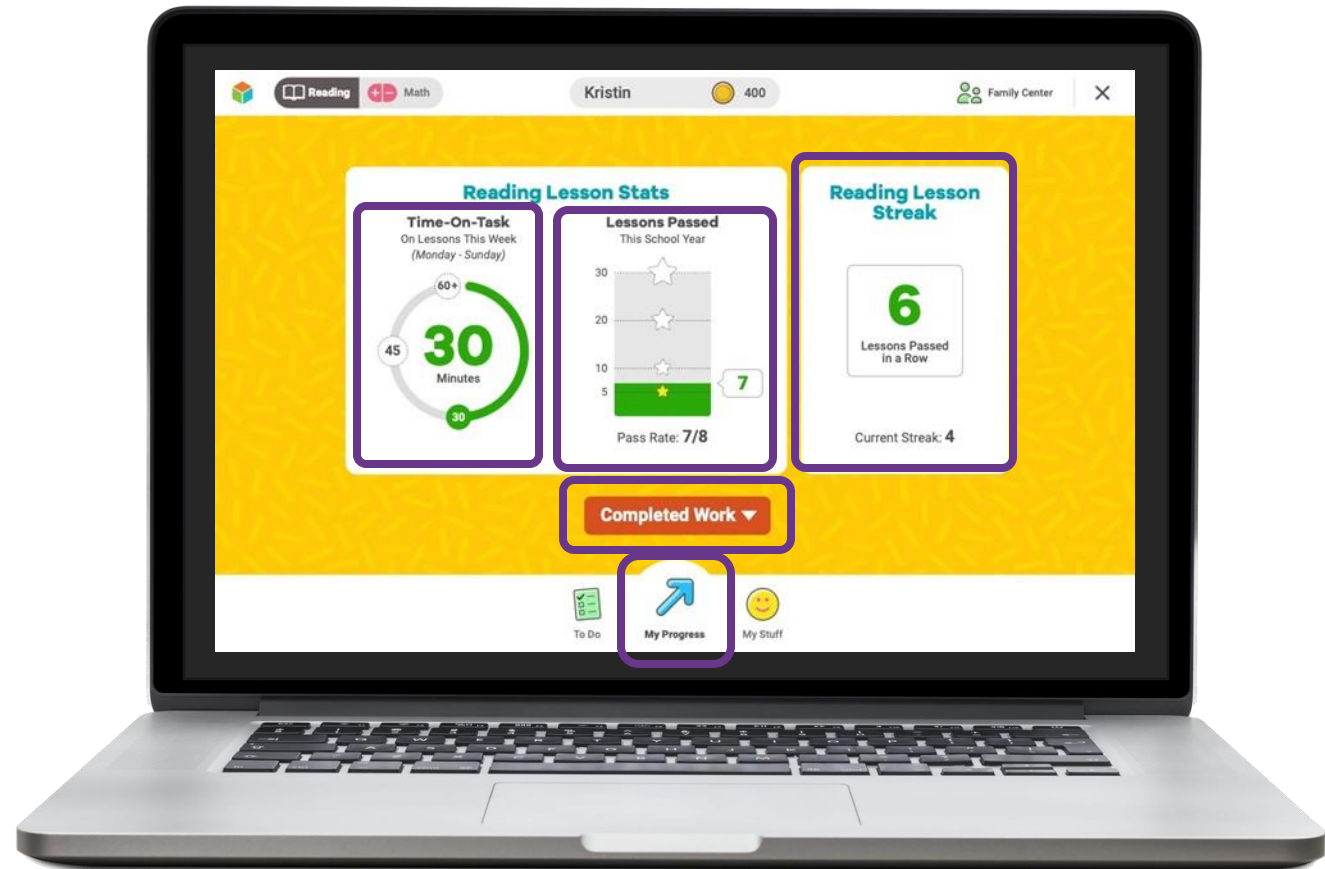 Reading
Math
Kristin
400
Family Center
Reading Lesson Stats
Time-On-Task
On Lessons This Week
(Monday - Sunday)
60+
45
30
Minutes
30
Lessons Passed
This School Year
30
20
10
5
7
Pass Rate: 7/8
Reading Lesson
Streak
6
Lessons Passed
in a Row
Current Streak: 4
Completed Work
To Do
My Progress
My Stuff